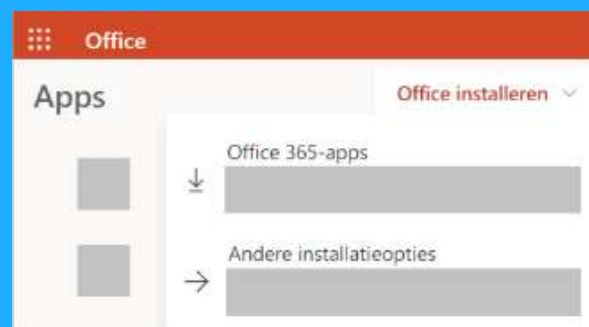 Office
Apps
Office installeren
Office 365-apps
Andere installatieopties